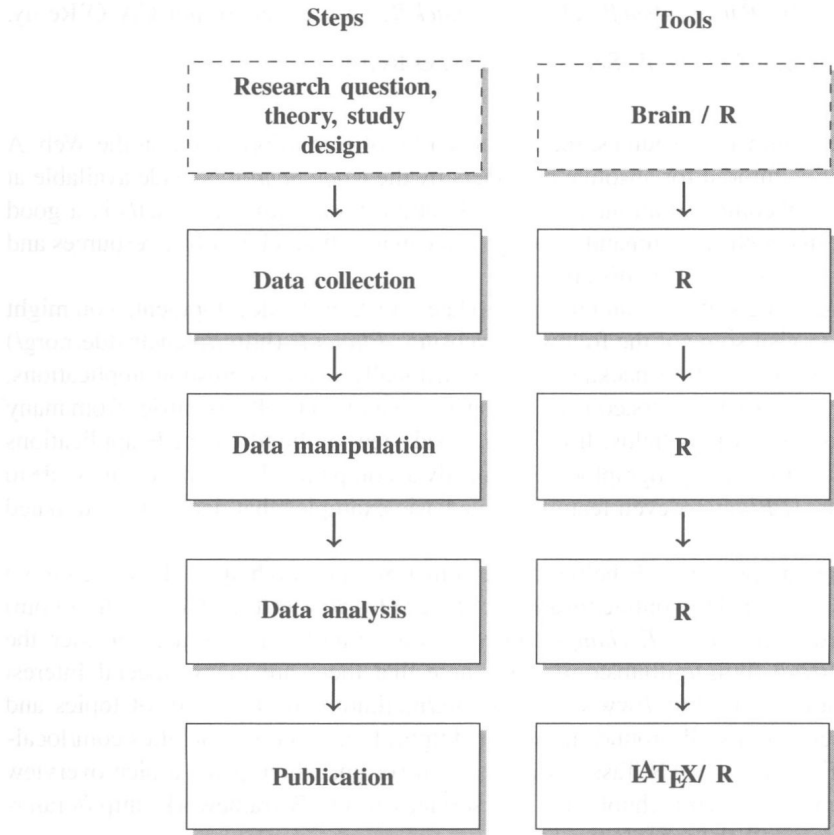 Steps Tools
Research question,
theory, study
design
Brain / R
Data collection
R
Data manipulation
R
Data analysis
R
Publication
LATEX/ R